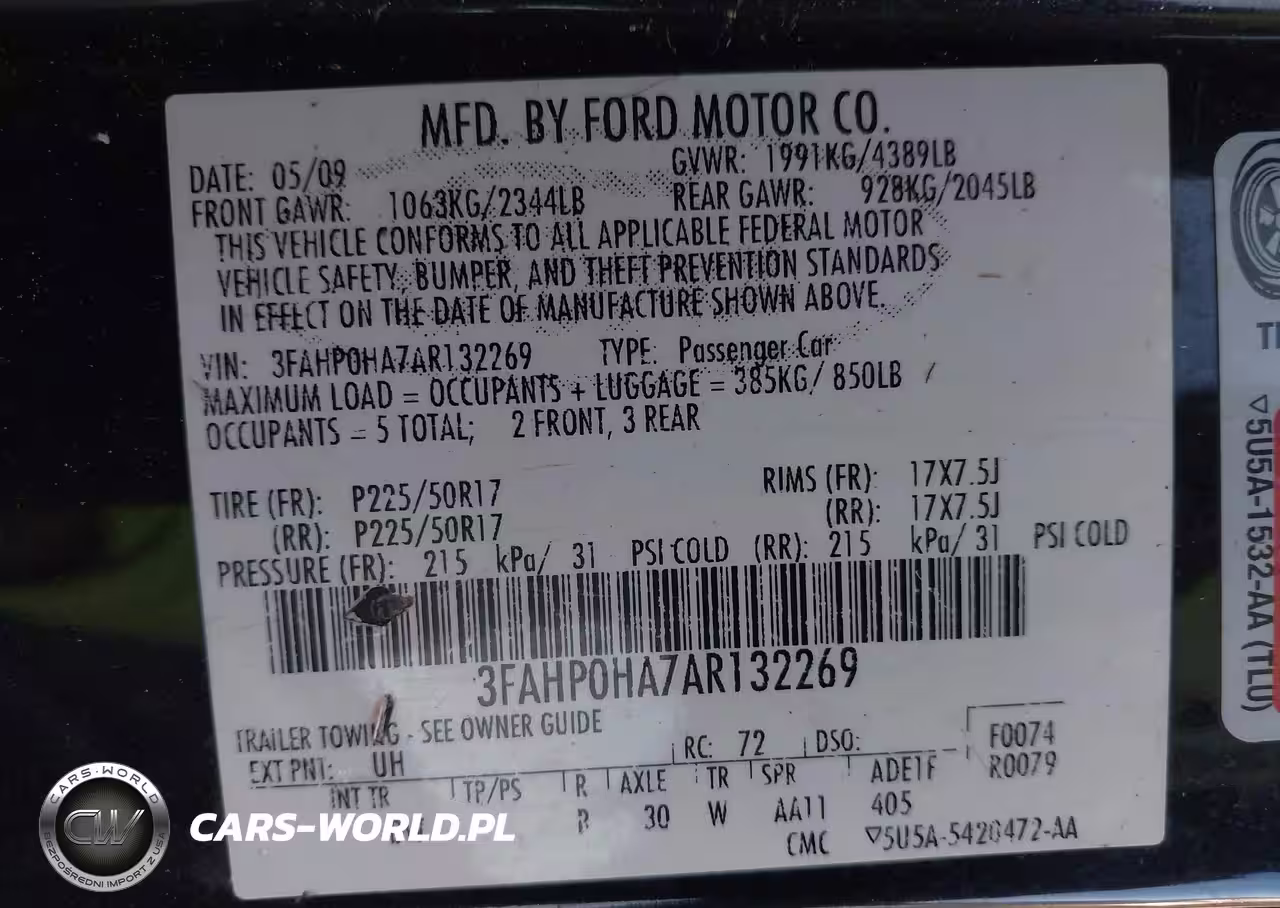 MFD. BY FORD MOTOR CO.
DATE: 05/09 GVWR: 1991KG/4389LB
FRONT GAWR: 1063KG/2344LB REAR GAWR: 928KG/2045LB
THIS VEHICLE CONFORMS TO ALL APPLICABLE FEDERAL MOTOR
VEHICLE SAFETY, BUMPER, AND THEFT PREVENTION STANDARDS
IN EFFECT ON THE DATE OF MANUFACTURE SHOWN ABOVE.
VIN: 3FAHP0HA7AR132269 TYPE: Passenger Car
MAXIMUM LOAD = OCCUPANTS + LUGGAGE = 385KG/ 850LB
OCCUPANTS = 5 TOTAL; 2 FRONT, 3 REAR
TIRE (FR): P225/50R17 RIMS (FR): 17X7.5J
(RR): P225/50R17 (RR): 17X7.5J
PRESSURE (FR): 215 kPa/ 31 PSI COLD (RR): 215 kPa/ 31 PSI COLD
3FAHP0HA7AR132269
TRAILER TOWING - SEE OWNER GUIDE
EXT PNT: UH RC: 72 DSO: F0074
R0079
INT TR TP/PS R AXLE TR SPR ADE1F
30 W AA11 405
CMC ▽5U5A-5420472-AA
▽5U5A-1532-AA (TLU)
CARS-WORLD
CW
BEZPOŚREDNI IMPORT Z USA
CARS-WORLD.PL